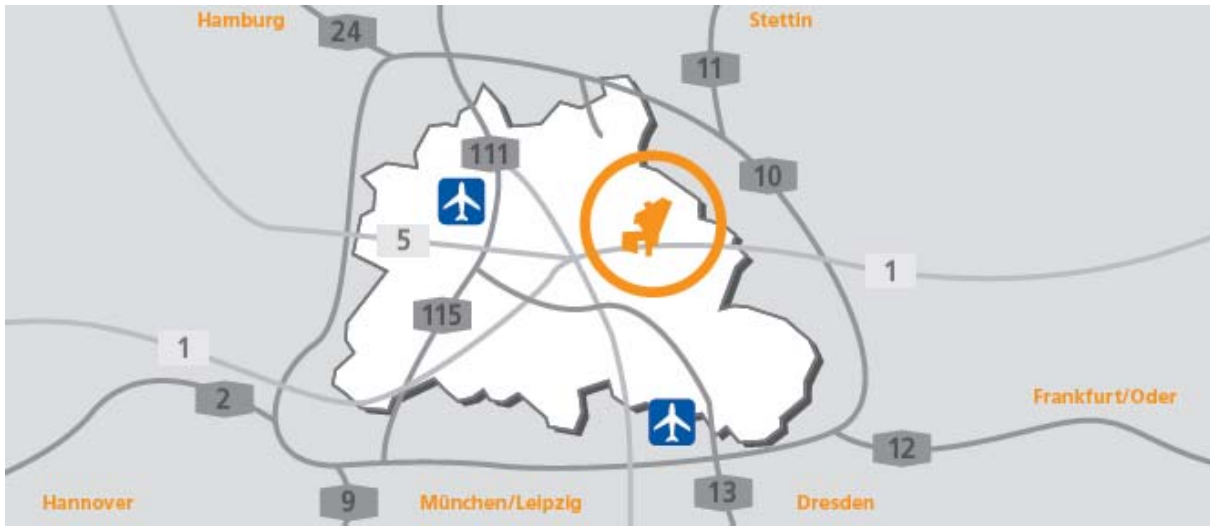 Hamburg
24
Stettin
11
111
10
5
1
115
1
2
Frankfurt/Oder
12
Hannover
9
München/Leipzig
13
Dresden